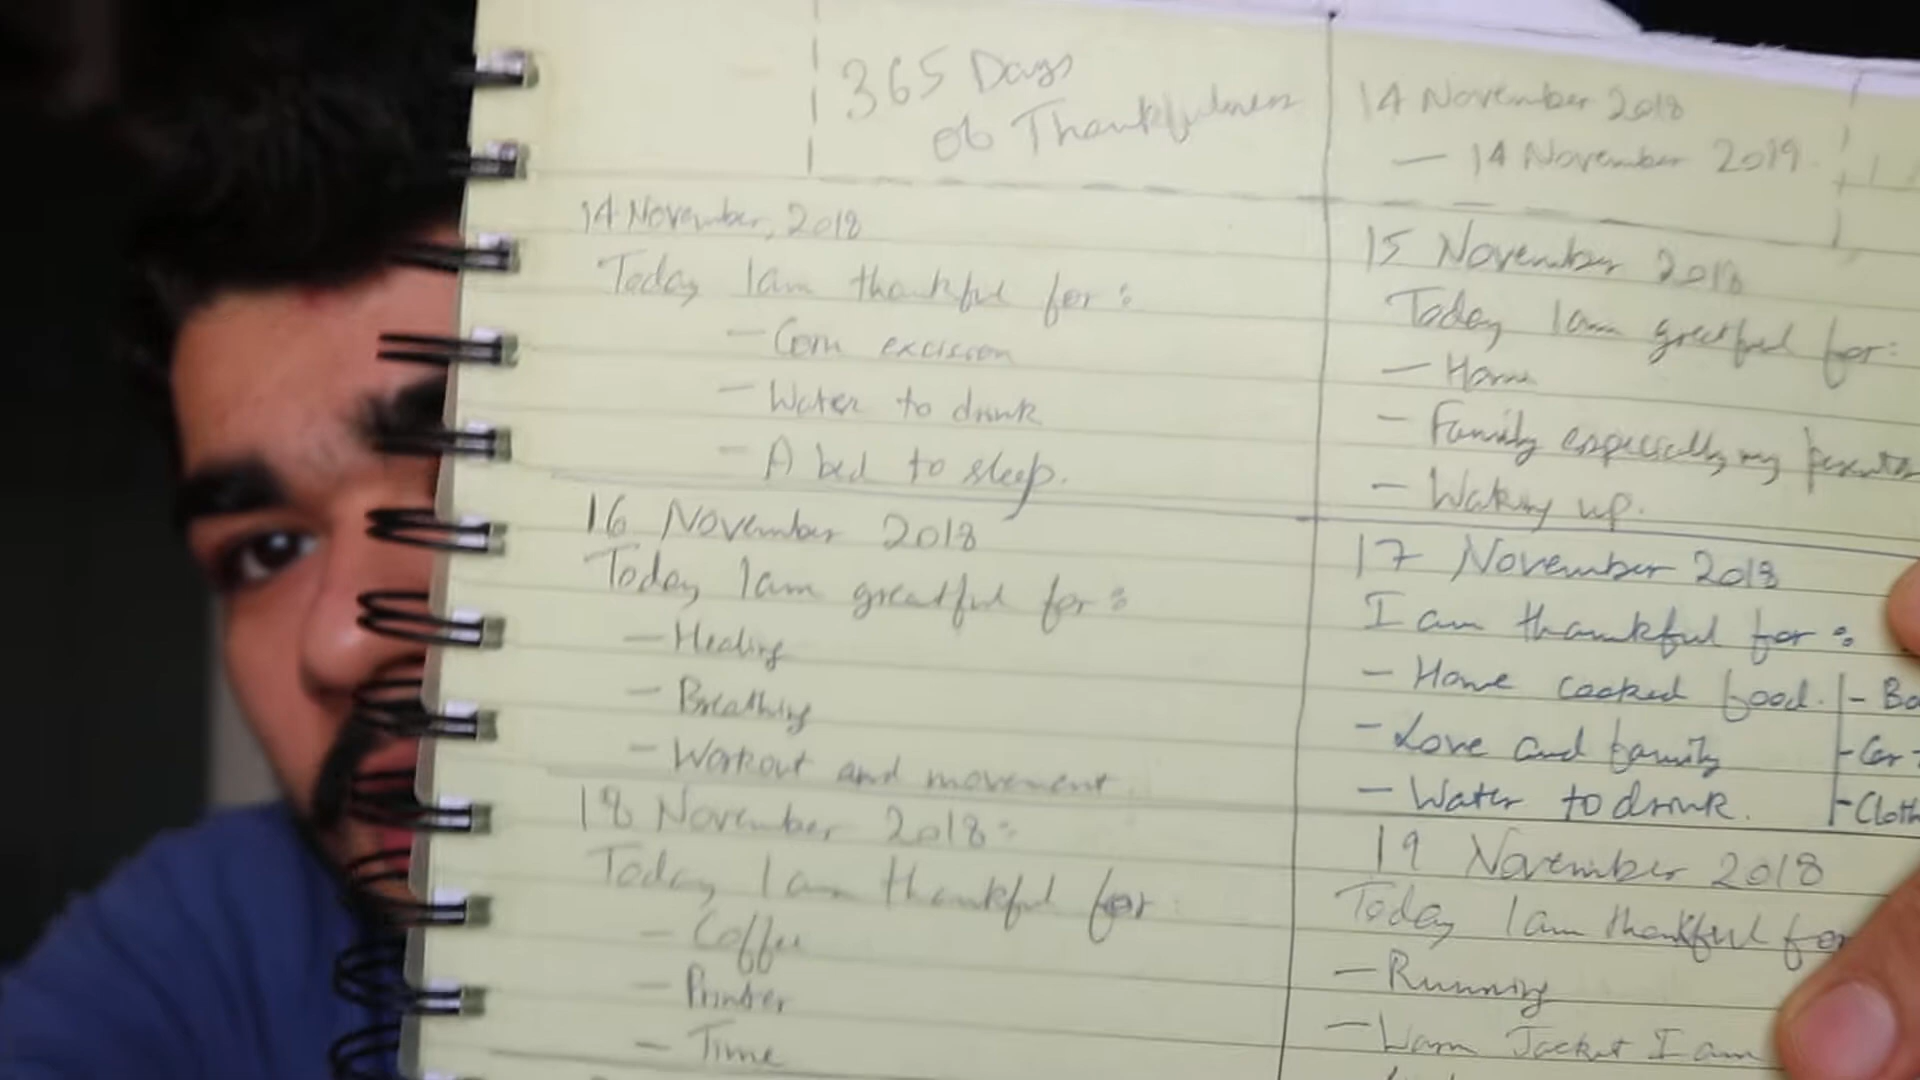 365 Days
of Thankfulness
14 November 2018
— 14 November 2019
14 November, 2018
Today I am thankful for:
— Corn excision
— Water to drink
— A bed to sleep.
15 November 2018
Today I am greatful for:
— Home
— Family especially my parents
— Waking up.
16 November 2018
Today I am greatful for:
— Healing
— Breathing
— Workout and movement
17 November 2018
I am thankful for:
— Home cooked food.
— Love and family
— Water to drink.
- Car
- Cloth
18 November 2018:
Today I am thankful for:
— Coffee
— Printer
— Time
19 November 2018
Today I am thankful for
— Running
— Warm Jacket I am